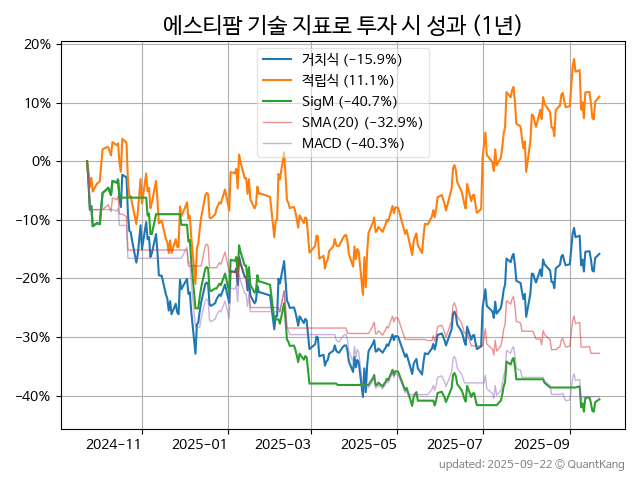 에스티팜 기술 지표로 투자 시 성과 (1년)
20%
10%
0%
−10%
−20%
−30%
−40%
거치식 (−15.9%)
적립식 (11.1%)
SigM (−40.7%)
SMA(20) (−32.9%)
MACD (−40.3%)
2024-11 2025-01 2025-03 2025-05 2025-07 2025-09
updated: 2025-09-22 ⓒ QuantKang